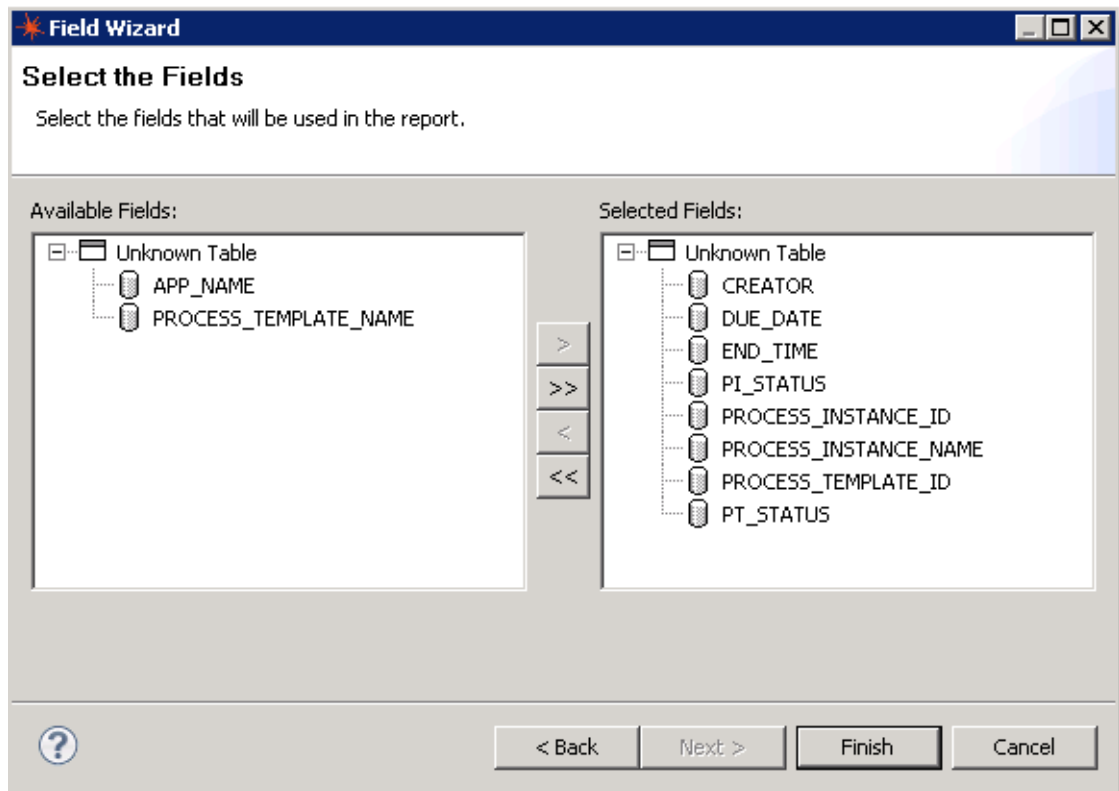 Field Wizard
Select the Fields
Select the fields that will be used in the report.
Available Fields:
Unknown Table
APP_NAME
PROCESS_TEMPLATE_NAME
>
>>
<
<<
Selected Fields:
Unknown Table
CREATOR
DUE_DATE
END_TIME
PI_STATUS
PROCESS_INSTANCE_ID
PROCESS_INSTANCE_NAME
PROCESS_TEMPLATE_ID
PT_STATUS
?
< Back
Next >
Finish
Cancel